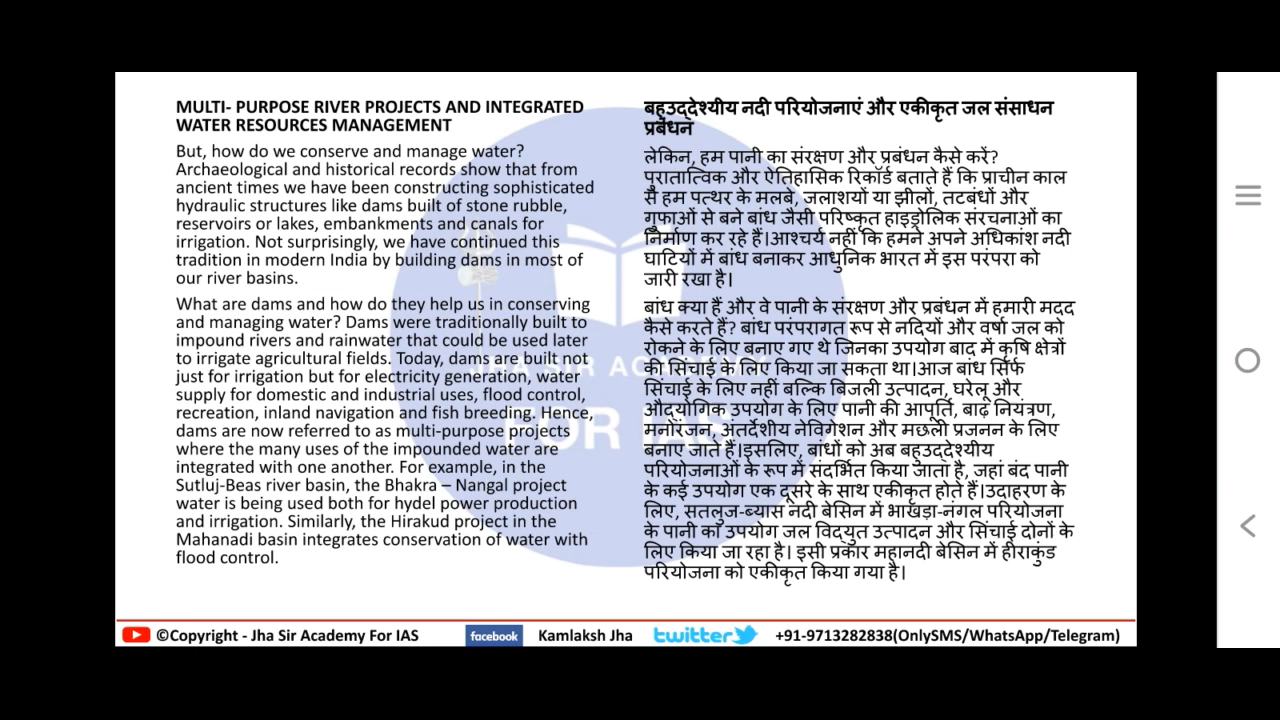 MULTI- PURPOSE RIVER PROJECTS AND INTEGRATED
WATER RESOURCES MANAGEMENT
But, how do we conserve and manage water?
Archaeological and historical records show that from
ancient times we have been constructing sophisticated
hydraulic structures like dams built of stone rubble,
reservoirs or lakes, embankments and canals for
irrigation. Not surprisingly, we have continued this
tradition in modern India by building dams in most of
our river basins.
What are dams and how do they help us in conserving
and managing water? Dams were traditionally built to
impound rivers and rainwater that could be used later
to irrigate agricultural fields. Today, dams are built not
just for irrigation but for electricity generation, water
supply for domestic and industrial uses, flood control,
recreation, inland navigation and fish breeding. Hence,
dams are now referred to as multi-purpose projects
where the many uses of the impounded water are
integrated with one another. For example, in the
Sutluj-Beas river basin, the Bhakra – Nangal project
water is being used both for hydel power production
and irrigation. Similarly, the Hirakud project in the
Mahanadi basin integrates conservation of water with
flood control.
बहुउद्देश्यीय नदी परियोजनाएं और एकीकृत जल संसाधन
प्रबंधन
लेकिन, हम पानी का संरक्षण और प्रबंधन कैसे करें?
पुरातात्विक और ऐतिहासिक रिकॉर्ड बताते हैं कि प्राचीन काल
से हम पत्थर के मलबे, जलाशयों या झीलों, तटबंधों और
गुफाओं से बने बांध जैसी परिष्कृत हाइड्रोलिक संरचनाओं का
निर्माण कर रहे हैं।आश्चर्य नहीं कि हमने अपने अधिकांश नदी
घाटियों में बांध बनाकर आधुनिक भारत में इस परंपरा को
जारी रखा है।
बांध क्या हैं और वे पानी के संरक्षण और प्रबंधन में हमारी मदद
कैसे करते हैं? बांध परंपरागत रूप से नदियों और वर्षा जल को
रोकने के लिए बनाए गए थे जिनका उपयोग बाद में कृषि क्षेत्रों
की सिंचाई के लिए किया जा सकता था।आज बांध सिर्फ
सिंचाई के लिए नहीं बल्कि बिजली उत्पादन, घरेलू और
औद्योगिक उपयोग के लिए पानी की आपूर्ति, बाढ़ नियंत्रण,
मनोरंजन, अंतर्देशीय नेविगेशन और मछली प्रजनन के लिए
बनाए जाते हैं।इसलिए, बांधों को अब बहुउद्देश्यीय
परियोजनाओं के रूप में संदर्भित किया जाता है, जहां बंद पानी
के कई उपयोग एक दूसरे के साथ एकीकृत होते हैं।उदाहरण के
लिए, सतलुज-ब्यास नदी बेसिन में भाखड़ा-नंगल परियोजना
के पानी का उपयोग जल विद्युत उत्पादन और सिंचाई दोनों के
लिए किया जा रहा है। इसी प्रकार महानदी बेसिन में हीराकुंड
परियोजना को एकीकृत किया गया है।
JHA SIR ACADEMY
FOR IAS
©Copyright - Jha Sir Academy For IAS
facebook
Kamlaksh Jha
twitter
+91-9713282838(OnlySMS/WhatsApp/Telegram)